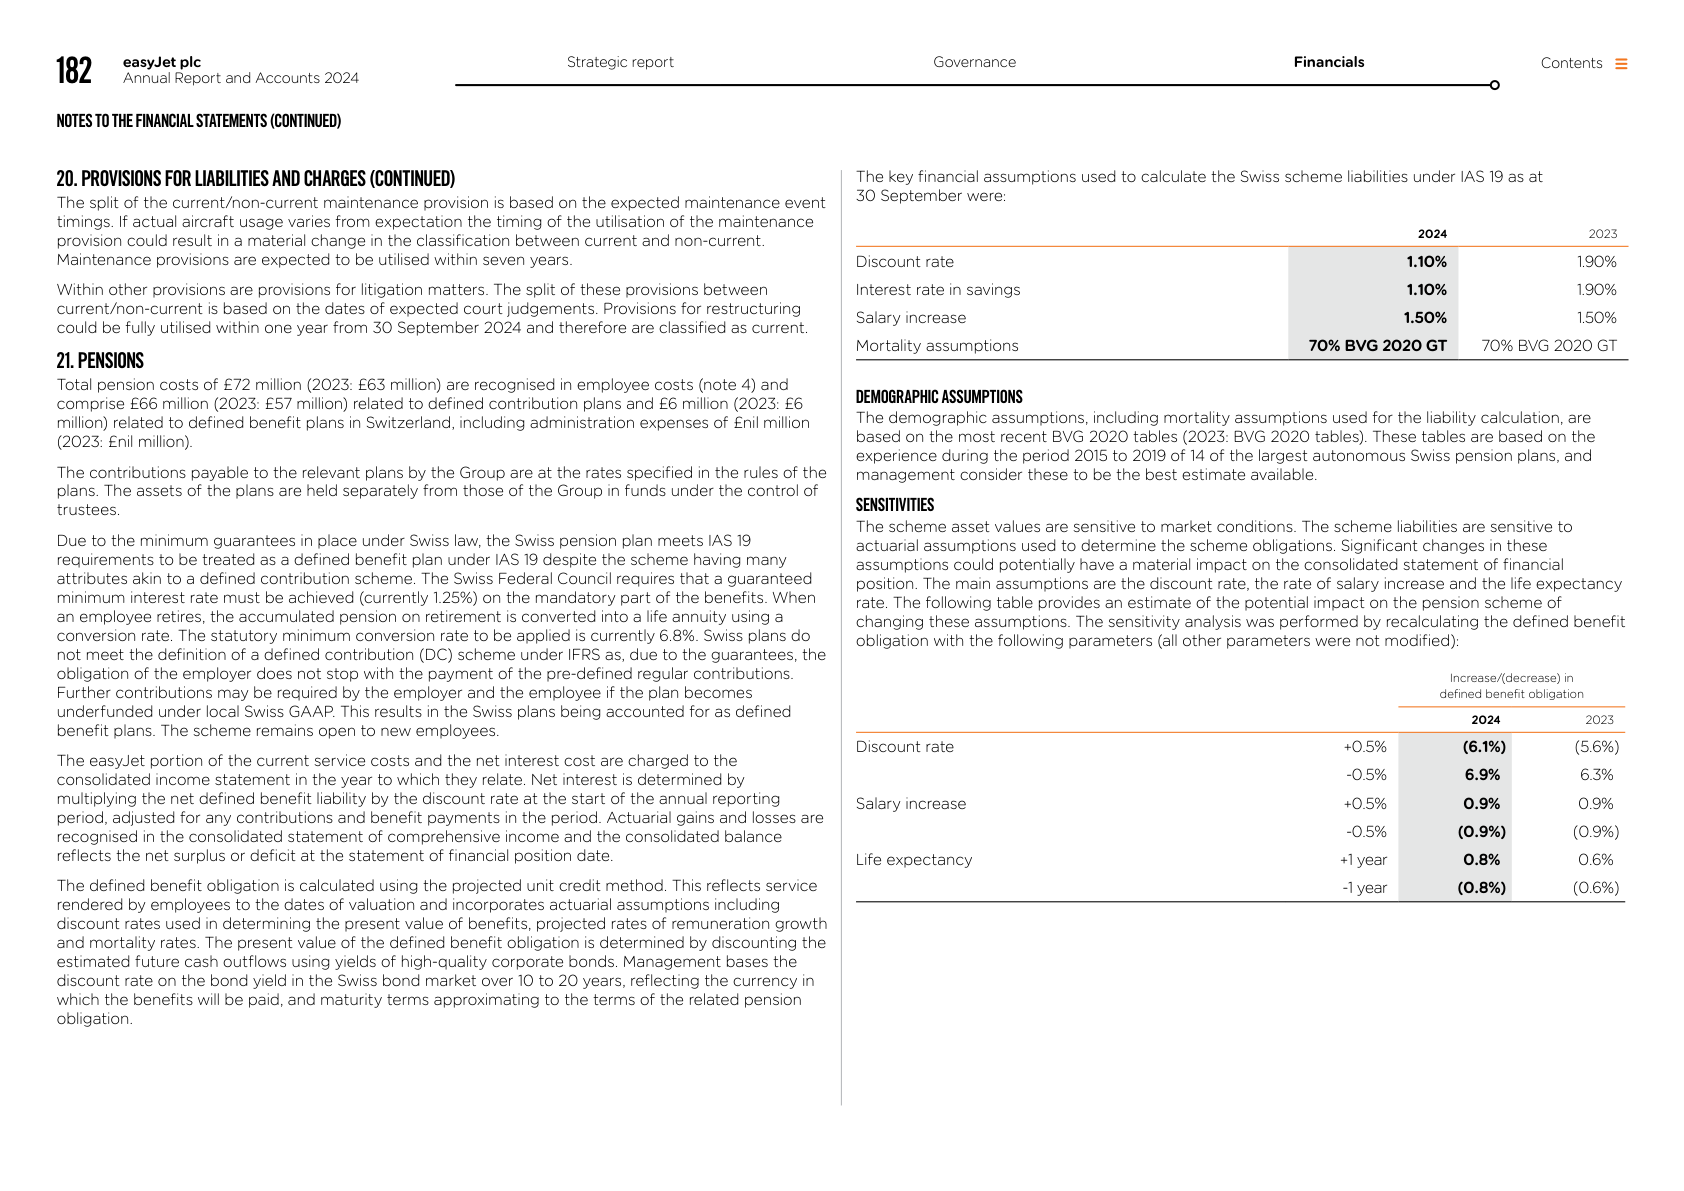 182
easyJet plc
Annual Report and Accounts 2024
Strategic report
Governance
Financials
Contents
NOTES TO THE FINANCIAL STATEMENTS (CONTINUED)
20. PROVISIONS FOR LIABILITIES AND CHARGES (CONTINUED)
The split of the current/non-current maintenance provision is based on the expected maintenance event
timings. If actual aircraft usage varies from expectation the timing of the utilisation of the maintenance
provision could result in a material change in the classification between current and non-current.
Maintenance provisions are expected to be utilised within seven years.
Within other provisions are provisions for litigation matters. The split of these provisions between
current/non-current is based on the dates of expected court judgements. Provisions for restructuring
could be fully utilised within one year from 30 September 2024 and therefore are classified as current.
21. PENSIONS
Total pension costs of £72 million (2023: £63 million) are recognised in employee costs (note 4) and
comprise £66 million (2023: £57 million) related to defined contribution plans and £6 million (2023: £6
million) related to defined benefit plans in Switzerland, including administration expenses of £nil million
(2023: £nil million).
The contributions payable to the relevant plans by the Group are at the rates specified in the rules of the
plans. The assets of the plans are held separately from those of the Group in funds under the control of
trustees.
Due to the minimum guarantees in place under Swiss law, the Swiss pension plan meets IAS 19
requirements to be treated as a defined benefit plan under IAS 19 despite the scheme having many
attributes akin to a defined contribution scheme. The Swiss Federal Council requires that a guaranteed
minimum interest rate must be achieved (currently 1.25%) on the mandatory part of the benefits. When
an employee retires, the accumulated pension on retirement is converted into a life annuity using a
conversion rate. The statutory minimum conversion rate to be applied is currently 6.8%. Swiss plans do
not meet the definition of a defined contribution (DC) scheme under IFRS as, due to the guarantees, the
obligation of the employer does not stop with the payment of the pre-defined regular contributions.
Further contributions may be required by the employer and the employee if the plan becomes
underfunded under local Swiss GAAP. This results in the Swiss plans being accounted for as defined
benefit plans. The scheme remains open to new employees.
The easyJet portion of the current service costs and the net interest cost are charged to the
consolidated income statement in the year to which they relate. Net interest is determined by
multiplying the net defined benefit liability by the discount rate at the start of the annual reporting
period, adjusted for any contributions and benefit payments in the period. Actuarial gains and losses are
recognised in the consolidated statement of comprehensive income and the consolidated balance
reflects the net surplus or deficit at the statement of financial position date.
The defined benefit obligation is calculated using the projected unit credit method. This reflects service
rendered by employees to the dates of valuation and incorporates actuarial assumptions including
discount rates used in determining the present value of benefits, projected rates of remuneration growth
and mortality rates. The present value of the defined benefit obligation is determined by discounting the
estimated future cash outflows using yields of high-quality corporate bonds. Management bases the
discount rate on the bond yield in the Swiss bond market over 10 to 20 years, reflecting the currency in
which the benefits will be paid, and maturity terms approximating to the terms of the related pension
obligation.
The key financial assumptions used to calculate the Swiss scheme liabilities under IAS 19 as at
30 September were:
2024 2023
Discount rate 1.10% 1.90%
Interest rate in savings 1.10% 1.90%
Salary increase 1.50% 1.50%
Mortality assumptions 70% BVG 2020 GT 70% BVG 2020 GT
DEMOGRAPHIC ASSUMPTIONS
The demographic assumptions, including mortality assumptions used for the liability calculation, are
based on the most recent BVG 2020 tables (2023: BVG 2020 tables). These tables are based on the
experience during the period 2015 to 2019 of 14 of the largest autonomous Swiss pension plans, and
management consider these to be the best estimate available.
SENSITIVITIES
The scheme asset values are sensitive to market conditions. The scheme liabilities are sensitive to
actuarial assumptions used to determine the scheme obligations. Significant changes in these
assumptions could potentially have a material impact on the consolidated statement of financial
position. The main assumptions are the discount rate, the rate of salary increase and the life expectancy
rate. The following table provides an estimate of the potential impact on the pension scheme of
changing these assumptions. The sensitivity analysis was performed by recalculating the defined benefit
obligation with the following parameters (all other parameters were not modified):
Increase/(decrease) in
defined benefit obligation
2024 2023
Discount rate +0.5% (6.1%) (5.6%)
-0.5% 6.9% 6.3%
Salary increase +0.5% 0.9% 0.9%
-0.5% (0.9%) (0.9%)
Life expectancy +1 year 0.8% 0.6%
-1 year (0.8%) (0.6%)